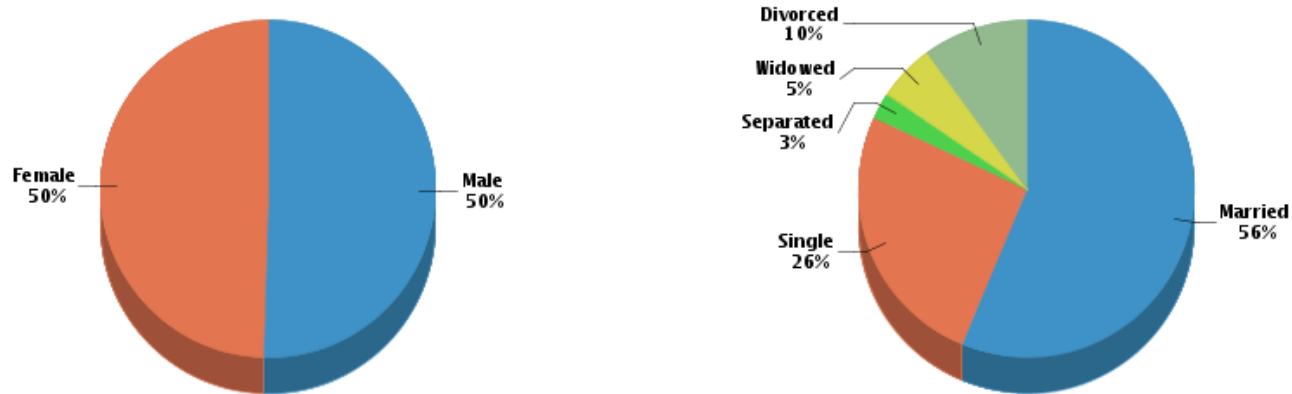 Female
50%
Male
50%
Divorced
10%
Widowed
5%
Separated
3%
Single
26%
Married
56%